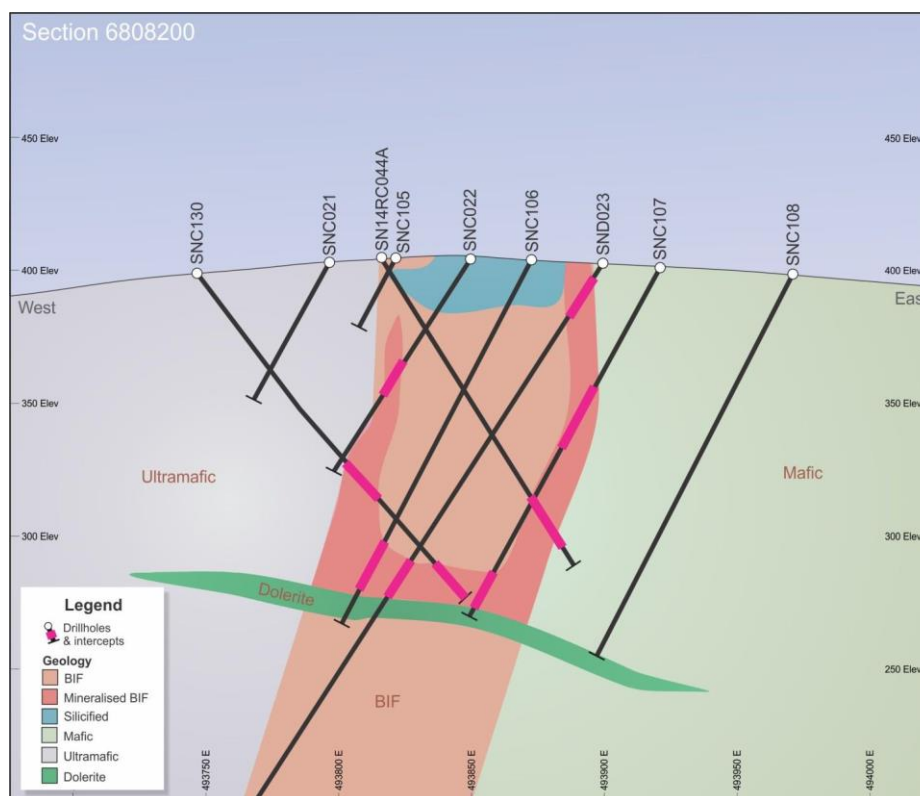 Section 6808200
450 Elev
450 Elev
SNC130
SNC021
SN14RC044A
SNC105
SNC022
SNC106
SND023
SNC107
SNC108
400 Elev
400 Elev
West
Eas
350 Elev
350 Elev
Ultramafic
Mafic
300 Elev
300 Elev
Dolerite
250 Elev
BIF
Legend
Drillholes
& intercepts
Geology
BIF
Mineralised BIF
Silicified
Mafic
Ultramafic
Dolerite
493750 E
493800 E
493850 E
493900 E
493950 E
494000 E